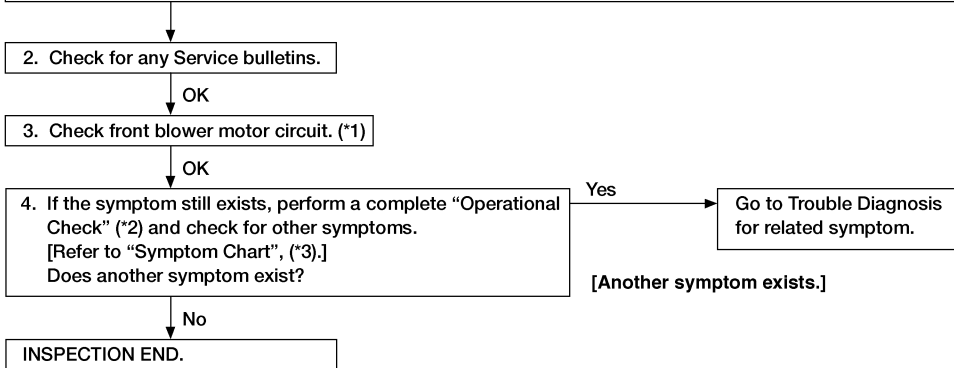 2. Check for any Service bulletins.
OK
3. Check front blower motor circuit. (*1)
OK
4. If the symptom still exists, perform a complete “Operational
Check” (*2) and check for other symptoms.
[Refer to “Symptom Chart”, (*3).]
Does another symptom exist?
Yes
Go to Trouble Diagnosis
for related symptom.
[Another symptom exists.]
No
INSPECTION END.